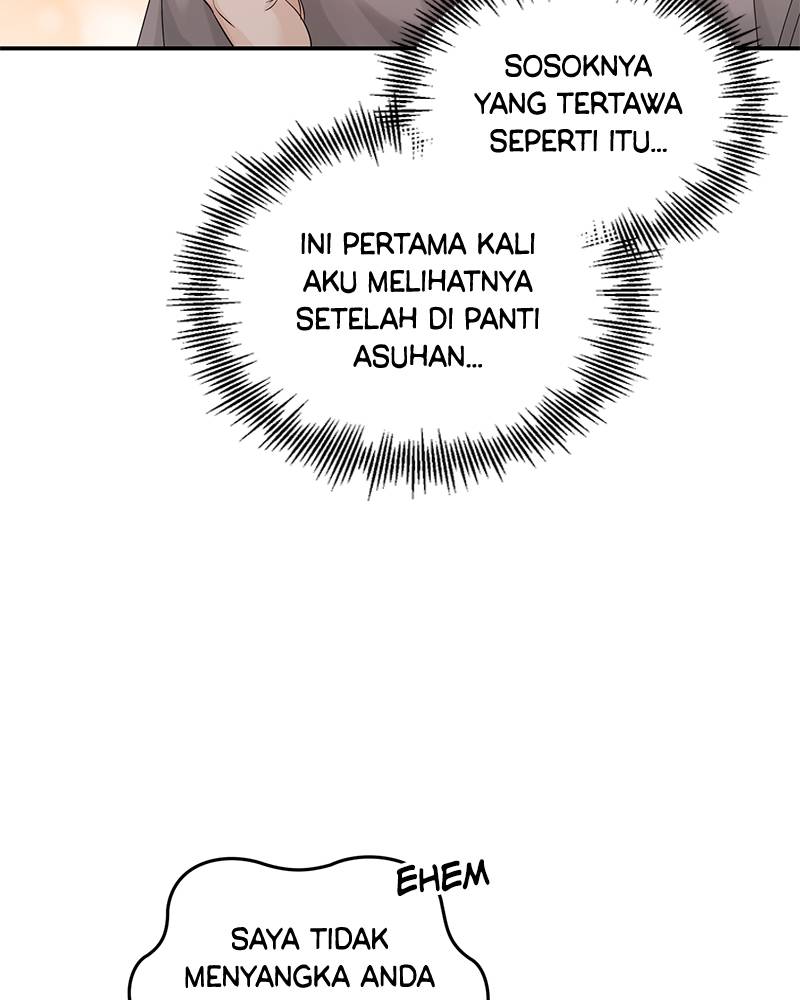 SOSOKNYA
YANG TERTAWA
SEPERTI ITU...
INI PERTAMA KALI
AKU MELIHATNYA
SETELAH DI PANTI
ASUHAN...
EHEM
SAYA TIDAK
MENYANGKA ANDA